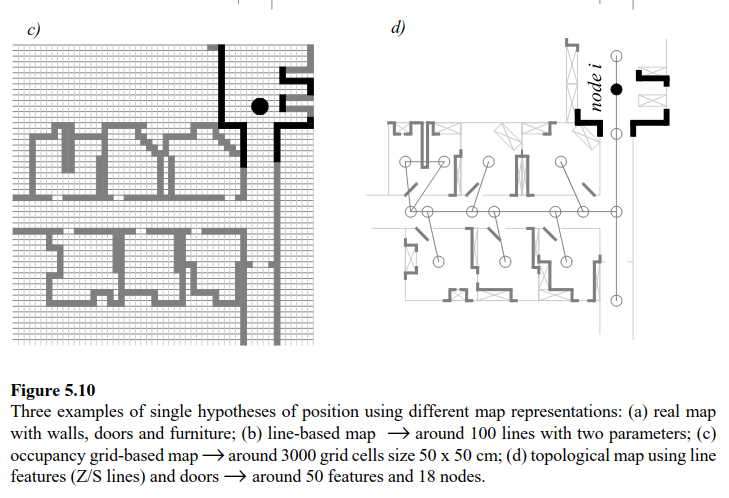 c)
d)
node i
Figure 5.10
Three examples of single hypotheses of position using different map representations: (a) real map
with walls, doors and furniture; (b) line-based map → around 100 lines with two parameters; (c)
occupancy grid-based map → around 3000 grid cells size 50 x 50 cm; (d) topological map using line
features (Z/S lines) and doors → around 50 features and 18 nodes.